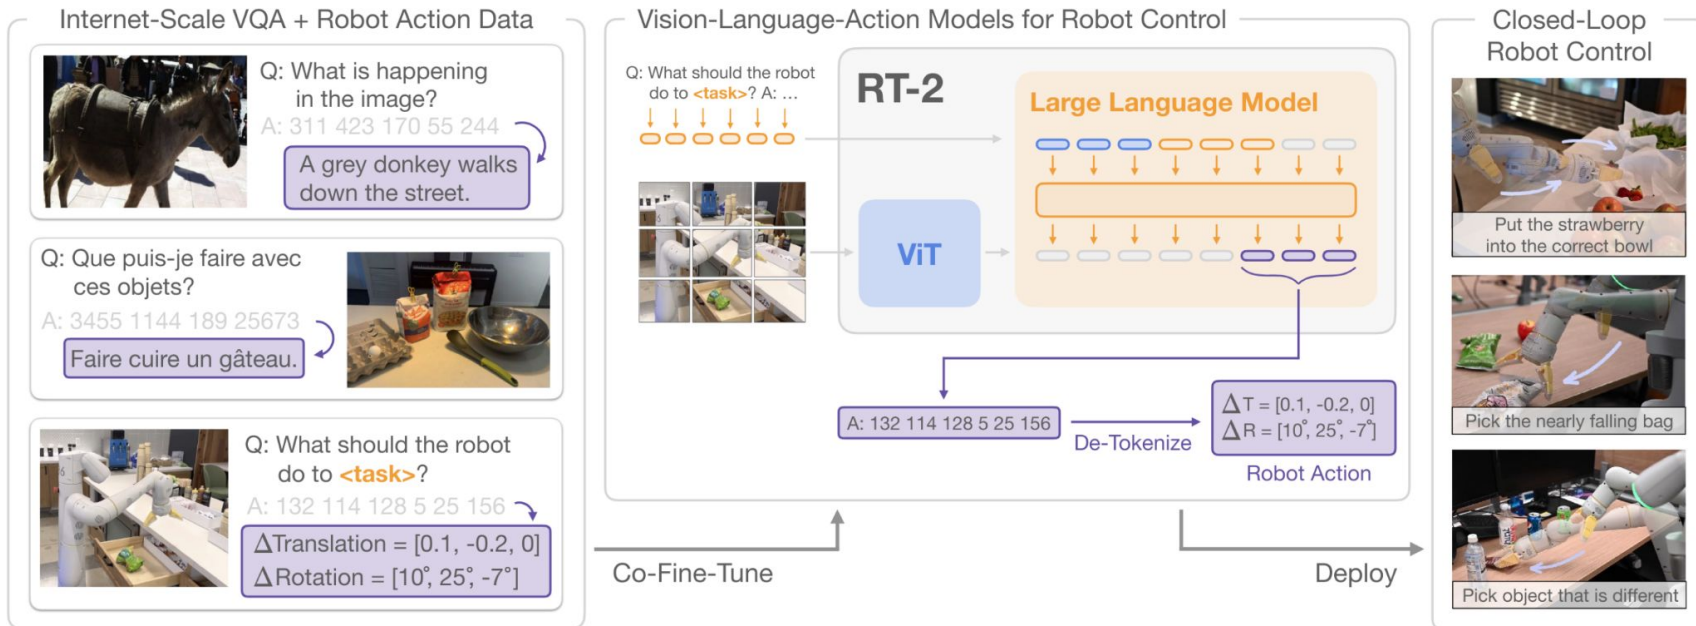 Internet-Scale VQA + Robot Action Data
Q: What is happening
in the image?
A: 311 423 170 55 244
A grey donkey walks
down the street.
Q: Que puis-je faire avec
ces objets?
A: 3455 1144 189 25673
Faire cuire un gâteau.
Q: What should the robot
do to <task>?
A: 132 114 128 5 25 156
ΔTranslation = [0.1, -0.2, 0]
ΔRotation = [10°, 25°, -7°]
Co-Fine-Tune
Vision-Language-Action Models for Robot Control
Q: What should the robot
do to <task>? A: ...
RT-2
Large Language Model
ViT
A: 132 114 128 5 25 156
De-Tokenize
ΔT = [0.1, -0.2, 0]
ΔR = [10°, 25°, -7°]
Robot Action
Deploy
Closed-Loop
Robot Control
Put the strawberry
into the correct bowl
Pick the nearly falling bag
Pick object that is different